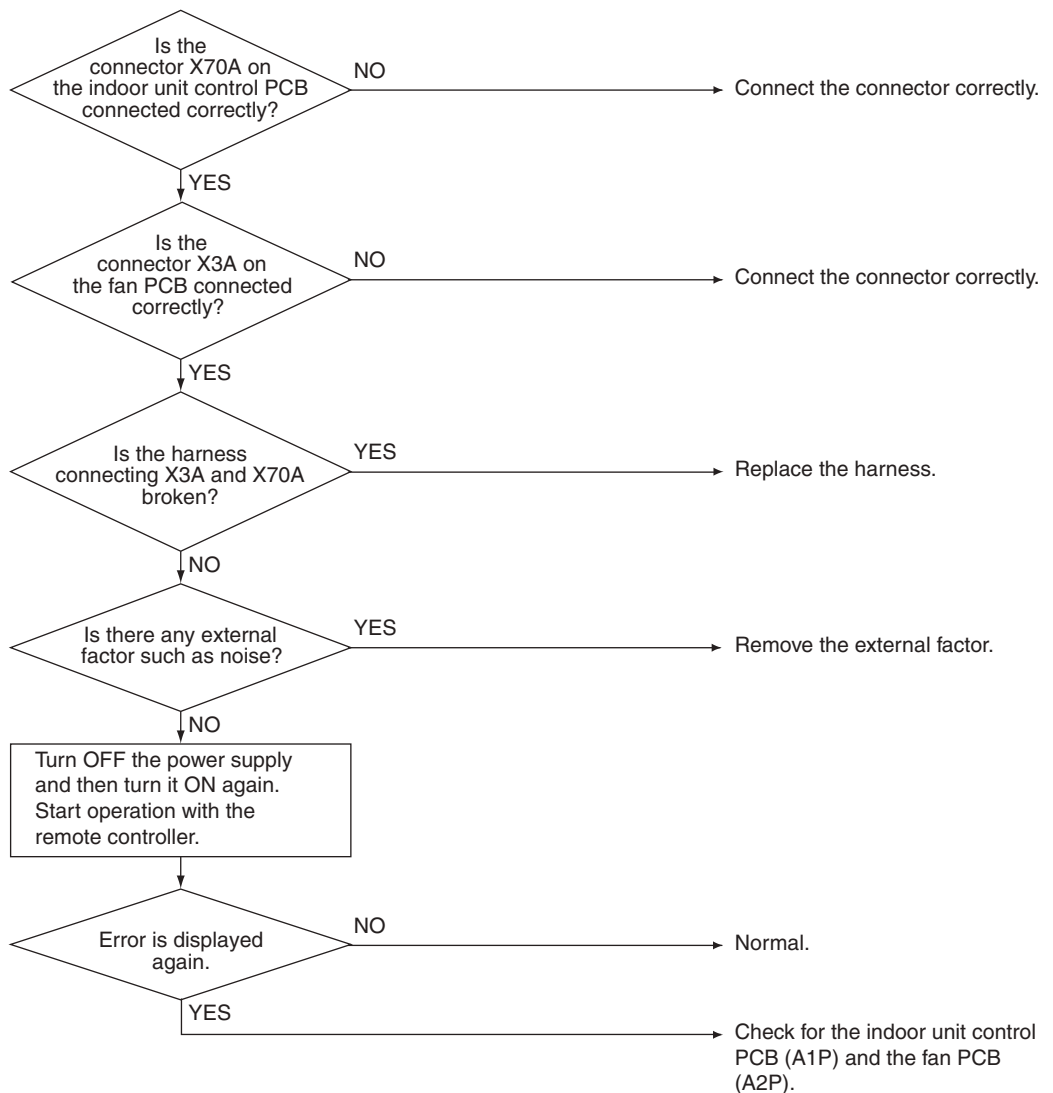 Is the
connector X70A on
the indoor unit control PCB
connected correctly?
NO
Connect the connector correctly.
YES
Is the
connector X3A on
the fan PCB connected
correctly?
NO
Connect the connector correctly.
YES
Is the harness
connecting X3A and X70A
broken?
YES
Replace the harness.
NO
Is there any external
factor such as noise?
YES
Remove the external factor.
NO
Turn OFF the power supply
and then turn it ON again.
Start operation with the
remote controller.
Error is displayed
again.
NO
Normal.
YES
Check for the indoor unit control
PCB (A1P) and the fan PCB
(A2P).